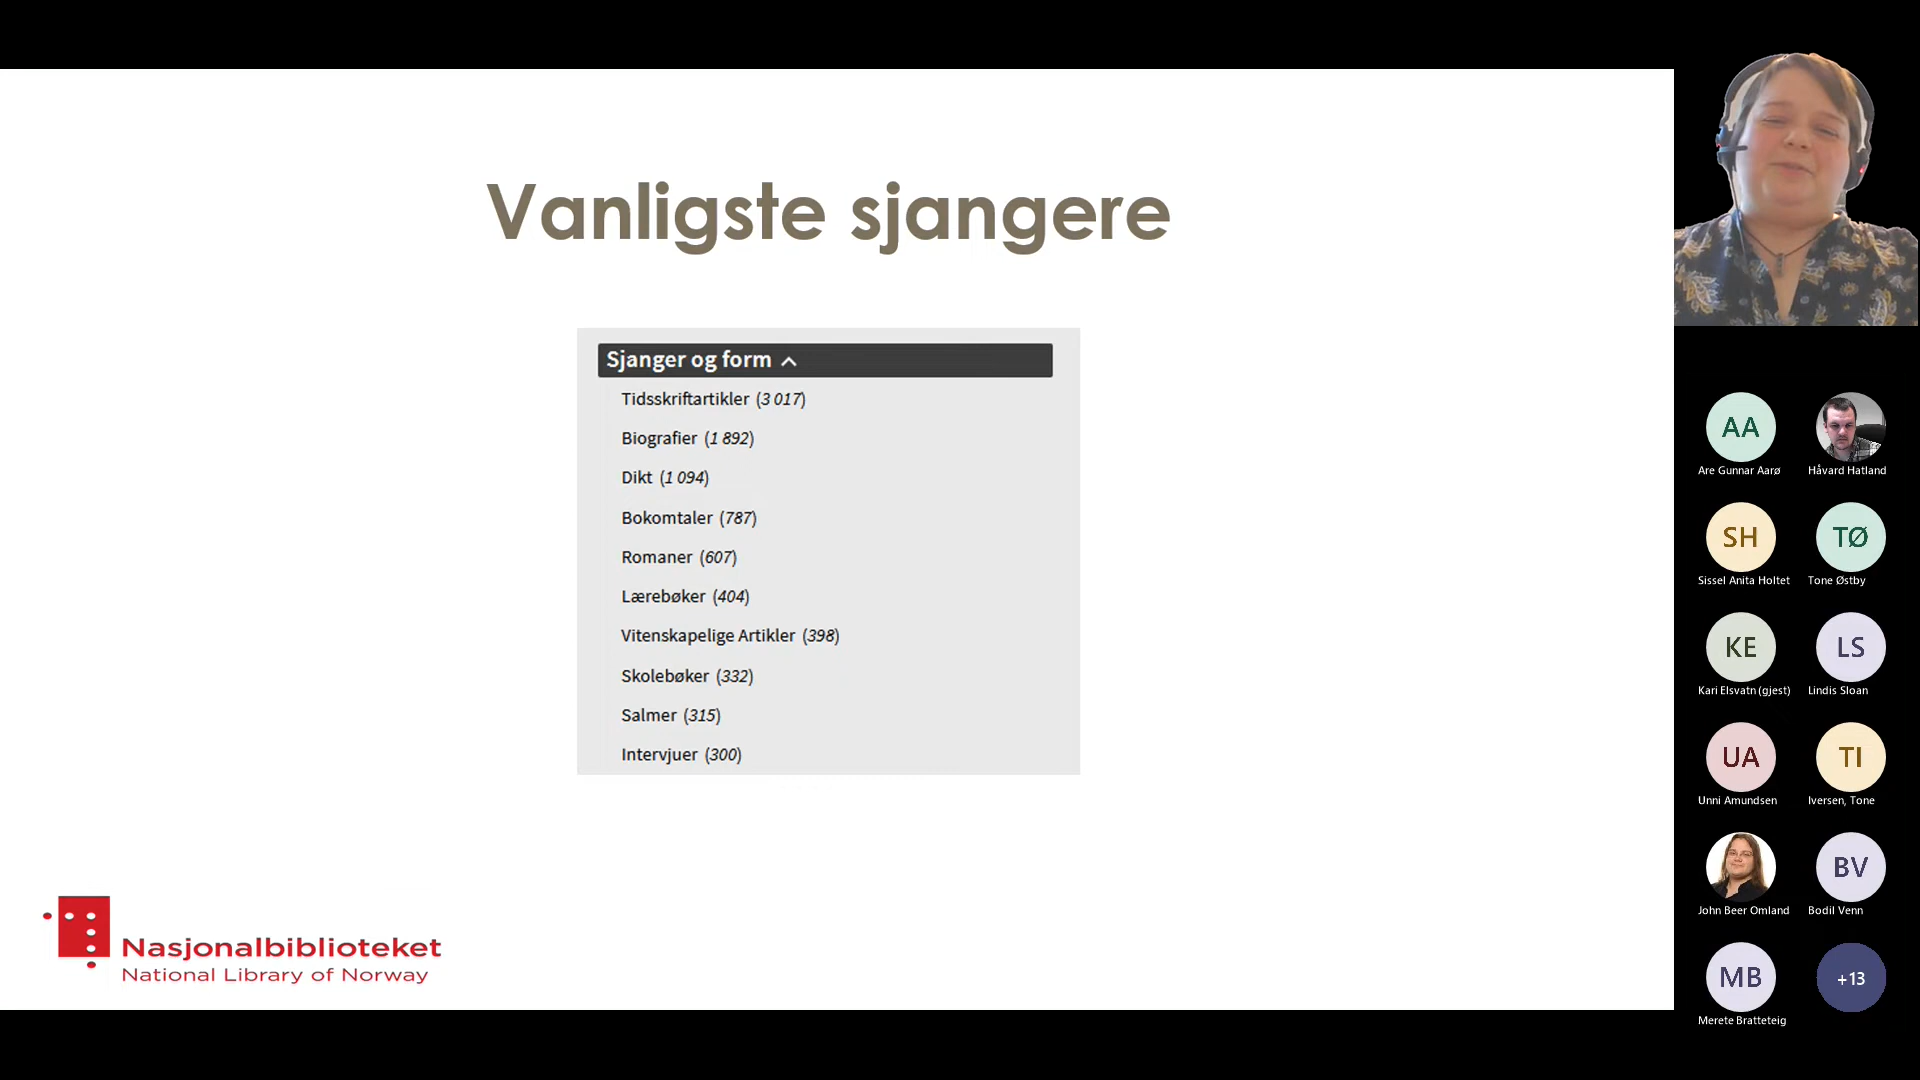 Vanligste sjangere
Sjanger og form
Tidsskriftartikler (3 017)
Biografier (1 892)
Dikt (1 094)
Bokomtaler (787)
Romaner (607)
Lærebøker (404)
Vitenskapelige Artikler (398)
Skolebøker (332)
Salmer (315)
Intervjuer (300)
Nasjonalbiblioteket
National Library of Norway
AA
Are Gunnar Aarø
Håvard Hatland
SH
TØ
Sissel Anita Holtet
Tone Østby
KE
LS
Kari Elsvatn (gjest)
Lindis Sloan
UA
TI
Unni Amundsen
Iversen, Tone
BV
John Beer Omland
Bodil Venn
MB
+13
Merete Bratteteig